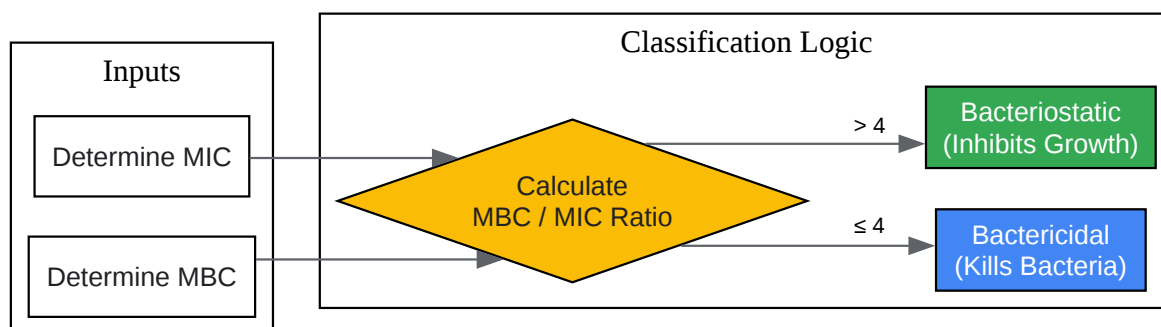 Inputs
Determine MIC
Determine MBC
Classification Logic
Calculate
MBC / MIC Ratio
> 4
Bacteriostatic
(Inhibits Growth)
≤ 4
Bactericidal
(Kills Bacteria)